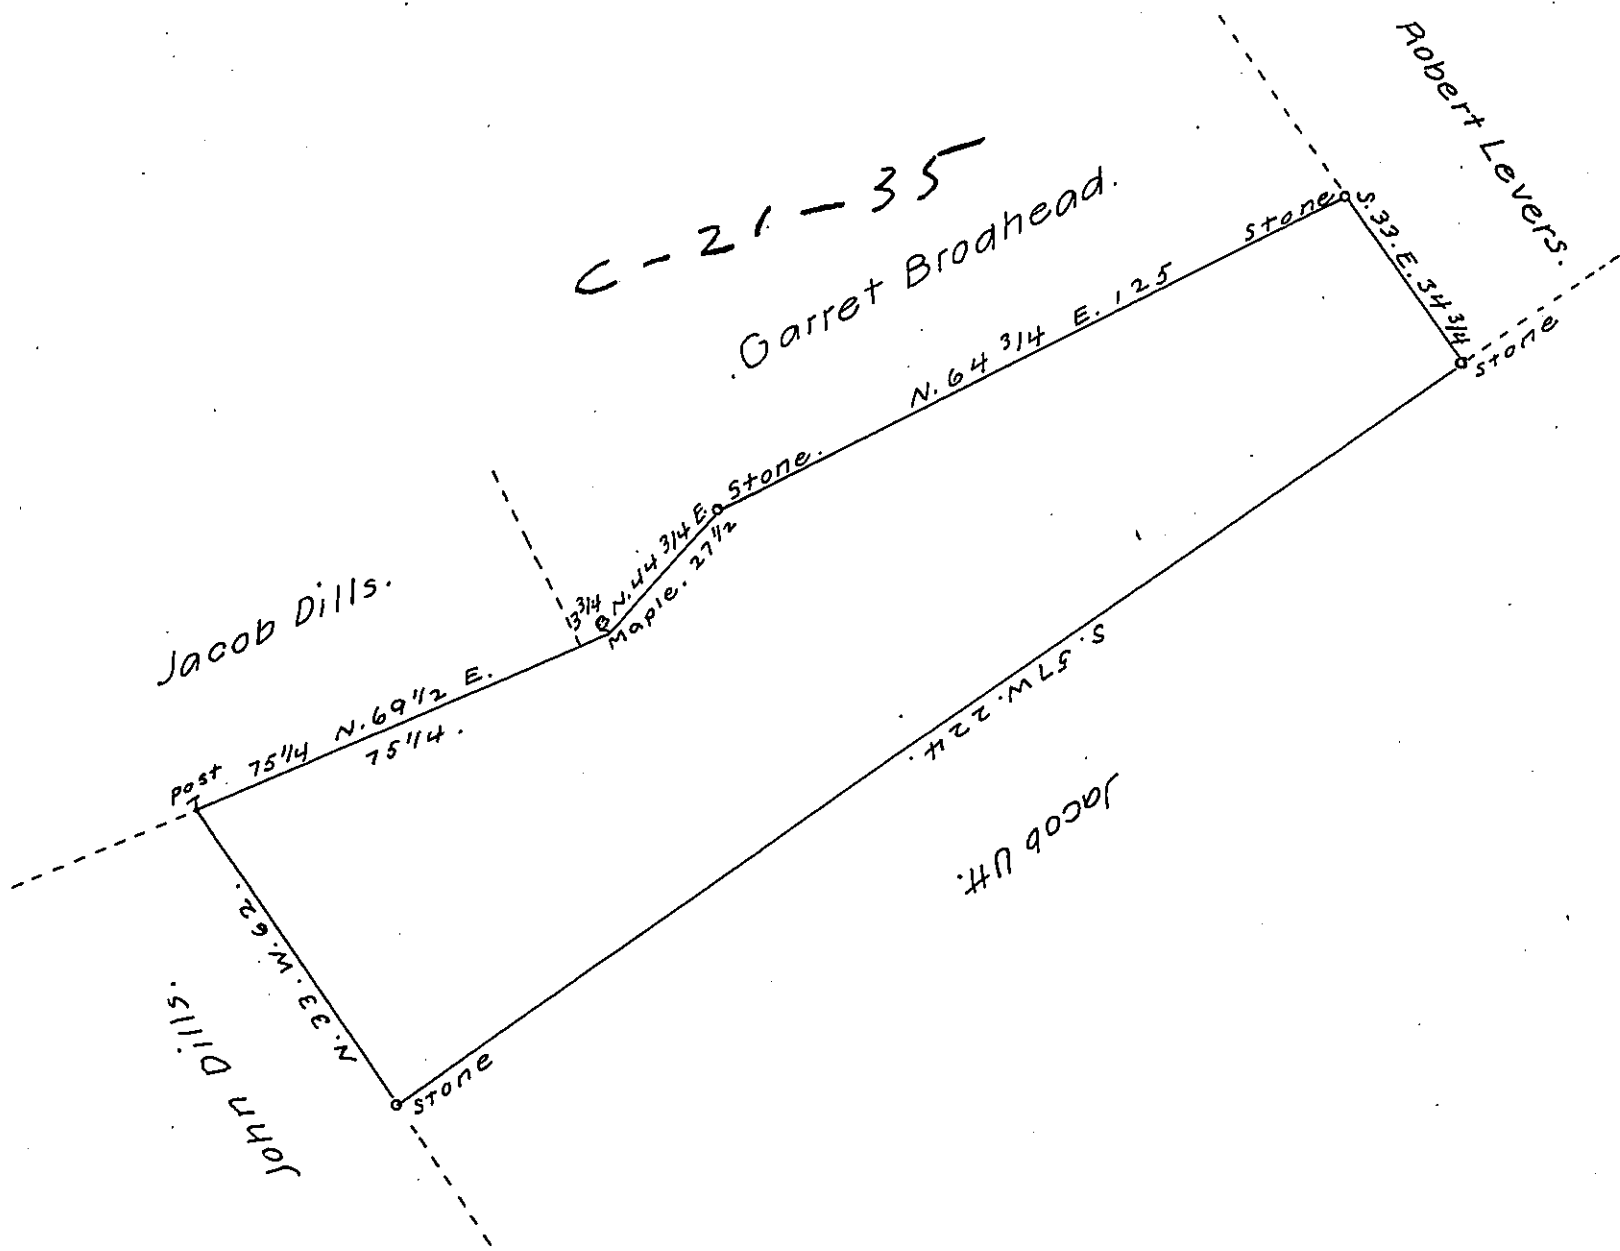 Robert Levers.
C-21-35
Garret Brodhead.
Stone
S. 33. E. 34 3/4
Stone
N. 64 3/4 E. 125
Stone.
N. 44 3/4 E.
Maple. 27 1/2
13 3/4
Jacob Dills.
N. 69 1/2 E.
75 1/4
75 1/4.
Post
S. 57 W. 224.
Jacob Utt.
N. 33. W. 62.
John Dills.
Stone